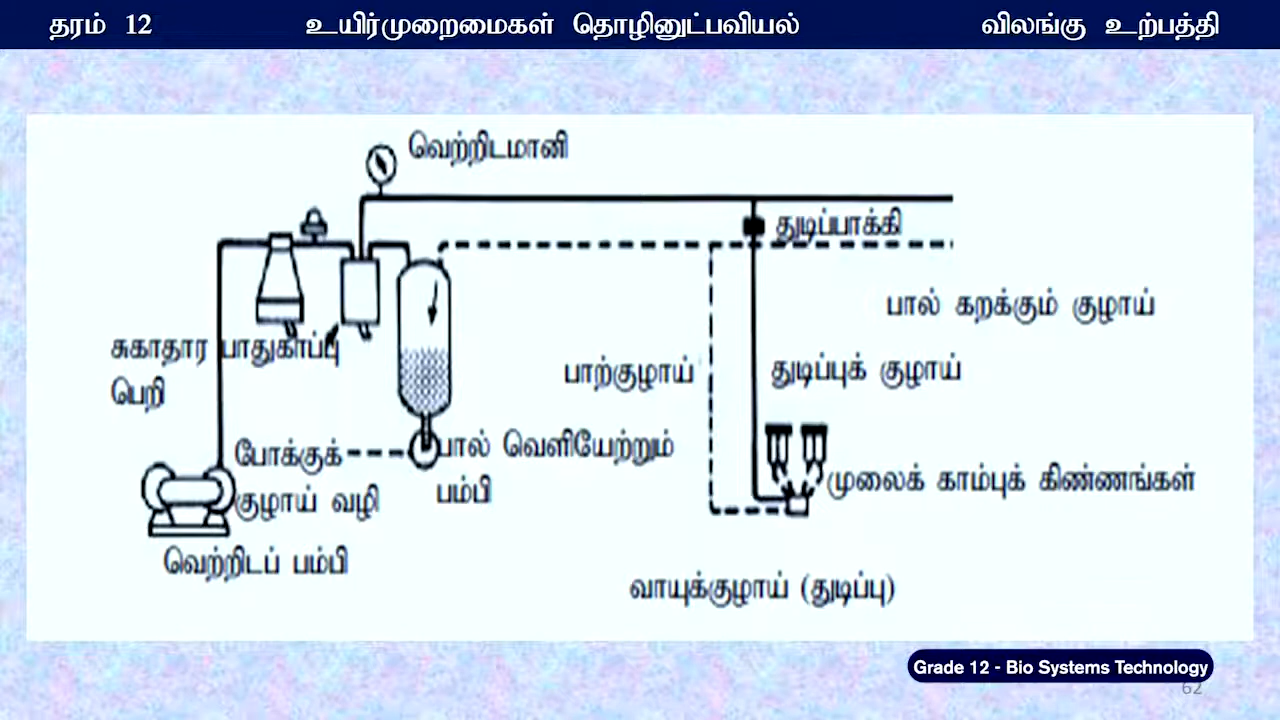 தரம் 12
உயிர்முறைமைகள் தொழினுட்பவியல்
விலங்கு உற்பத்தி
வெற்றிடமானி
துடிப்பாக்கி
பால் கறக்கும் குழாய்
சுகாதார பாதுகாப்பு
பெறி
பாற்குழாய்
துடிப்புக் குழாய்
போக்குக்
குழாய் வழி
பால் வெளியேற்றும்
பம்பி
முலைக் காம்புக் கிண்ணங்கள்
வெற்றிடப் பம்பி
வாயுக்குழாய் (துடிப்பு)
Grade 12 - Bio Systems Technology
62